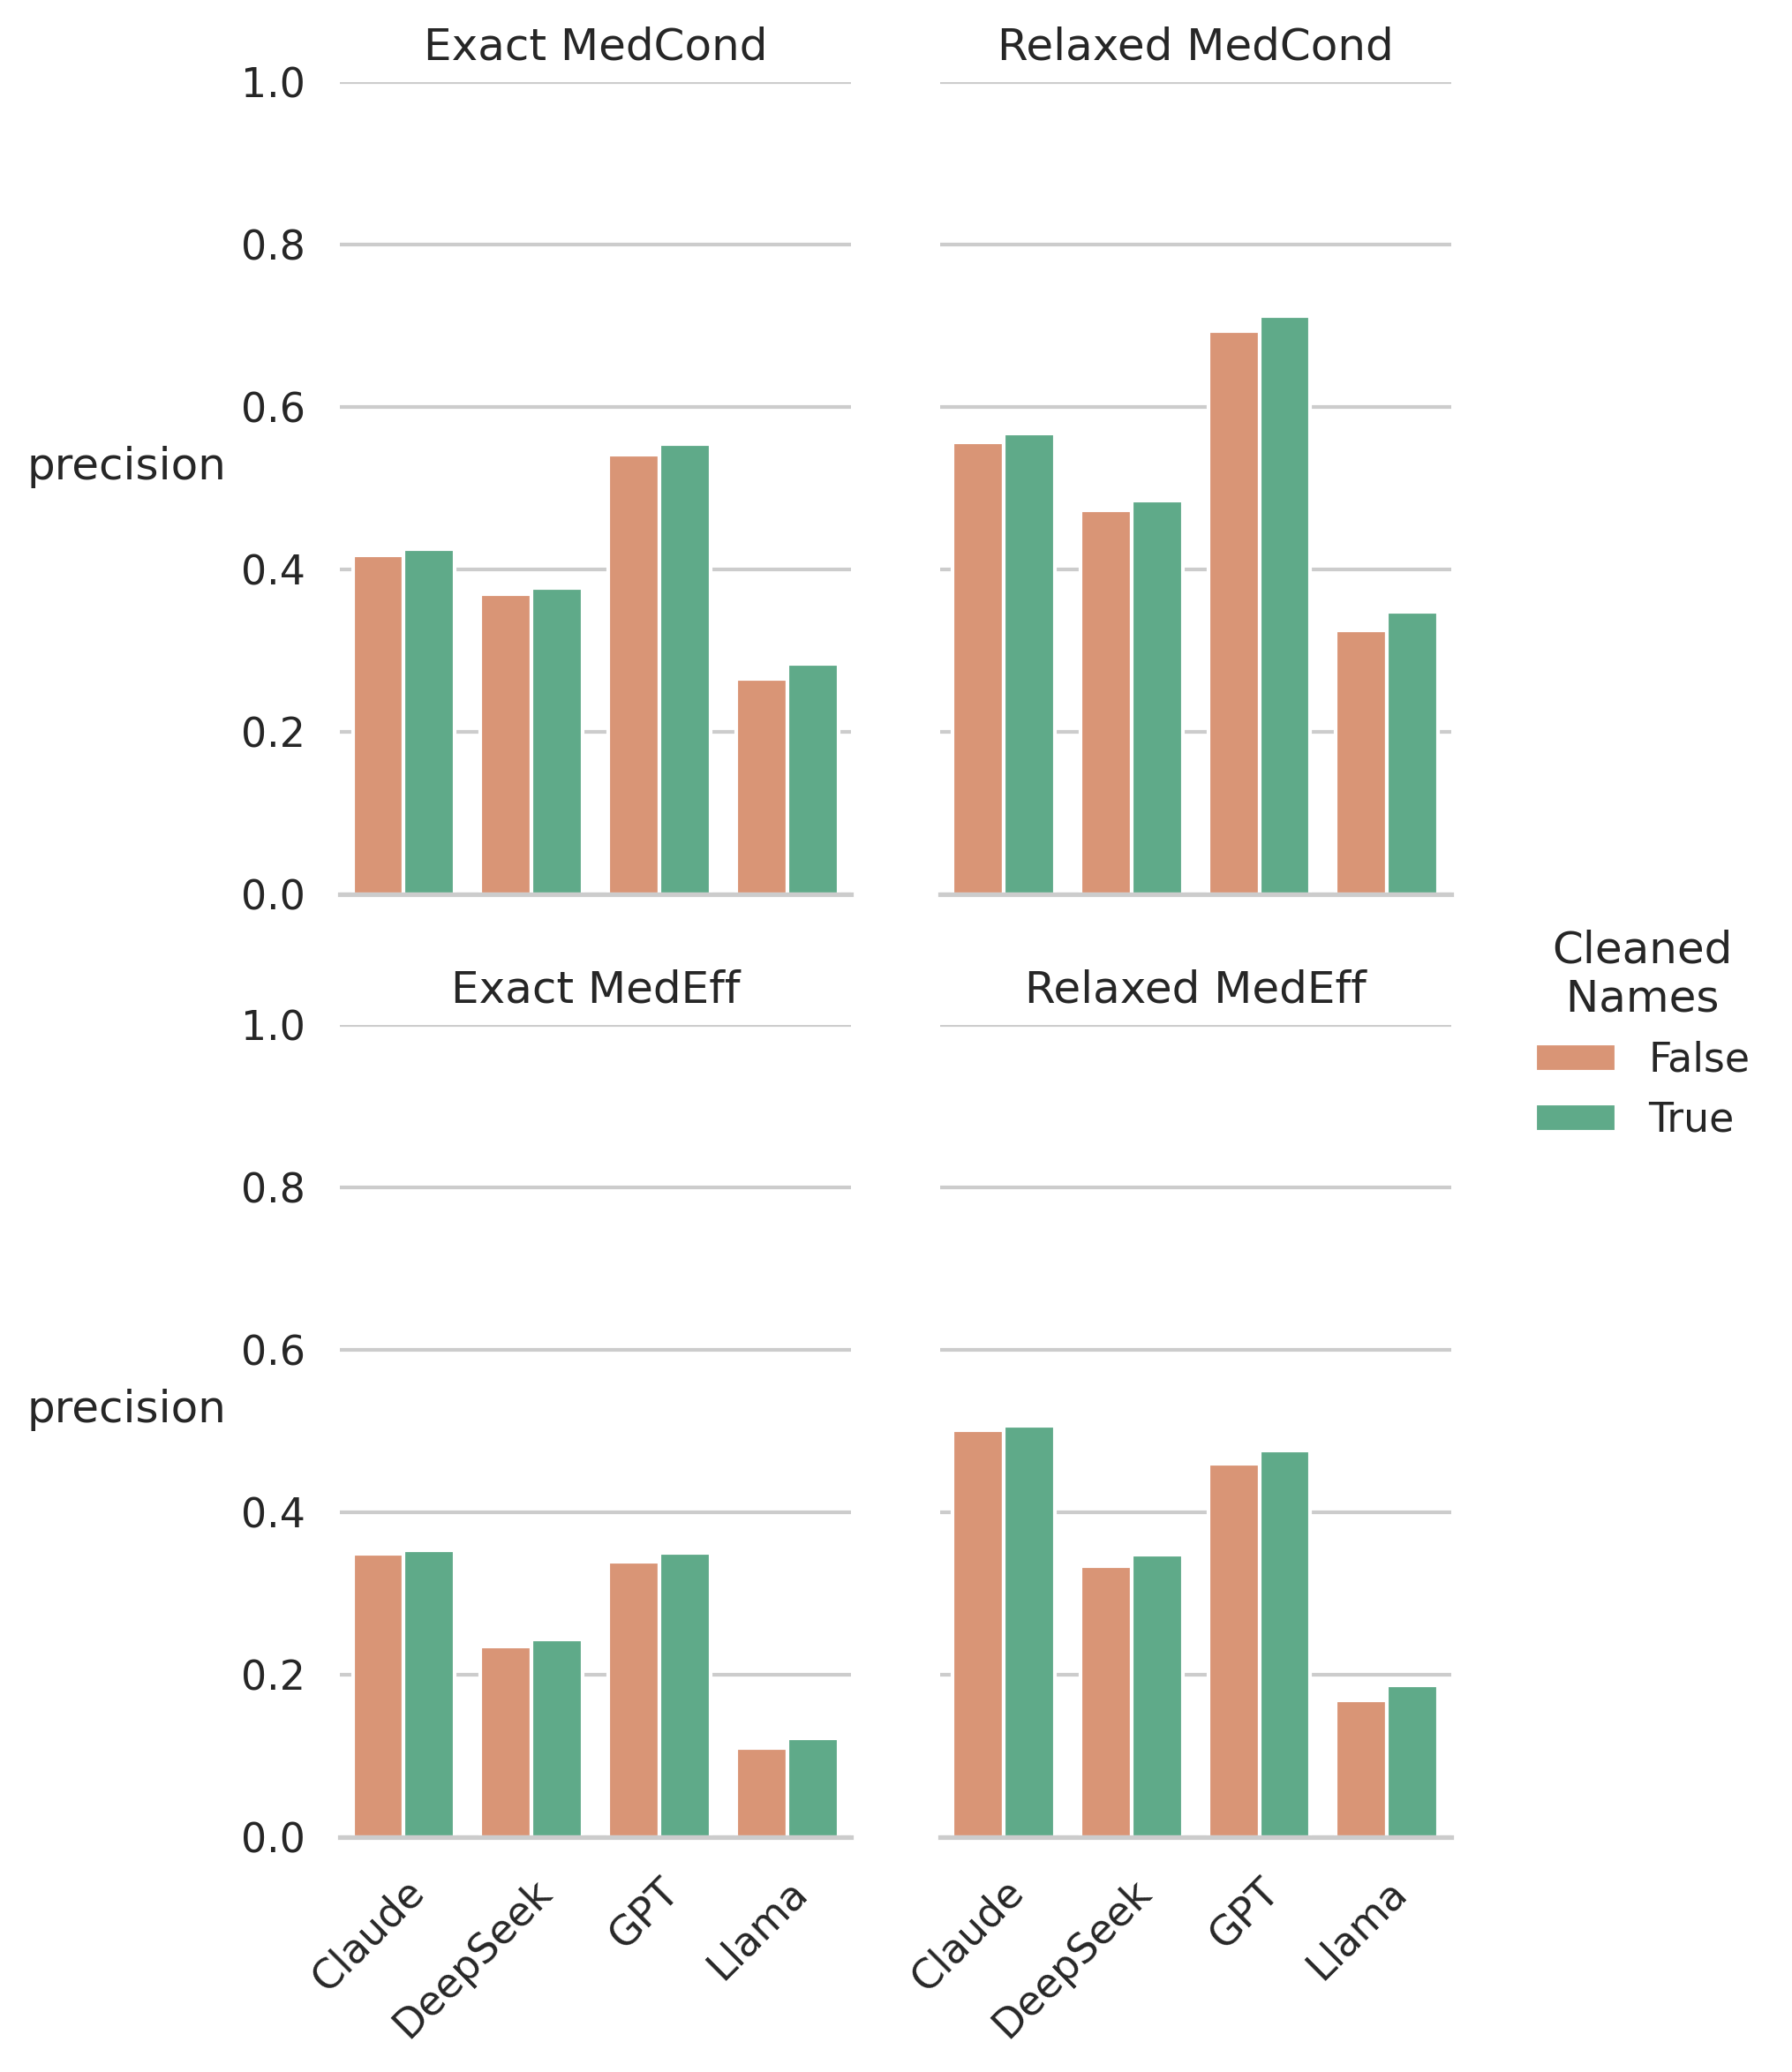 Exact MedCond
Relaxed MedCond
1.0
0.8
0.6
precision
0.4
0.2
0.0
Exact MedEff
Relaxed MedEff
1.0
0.8
0.6
precision
0.4
0.2
0.0
Claude
DeepSeek
GPT
Llama
Claude
DeepSeek
GPT
Llama
Cleaned
Names
False
True